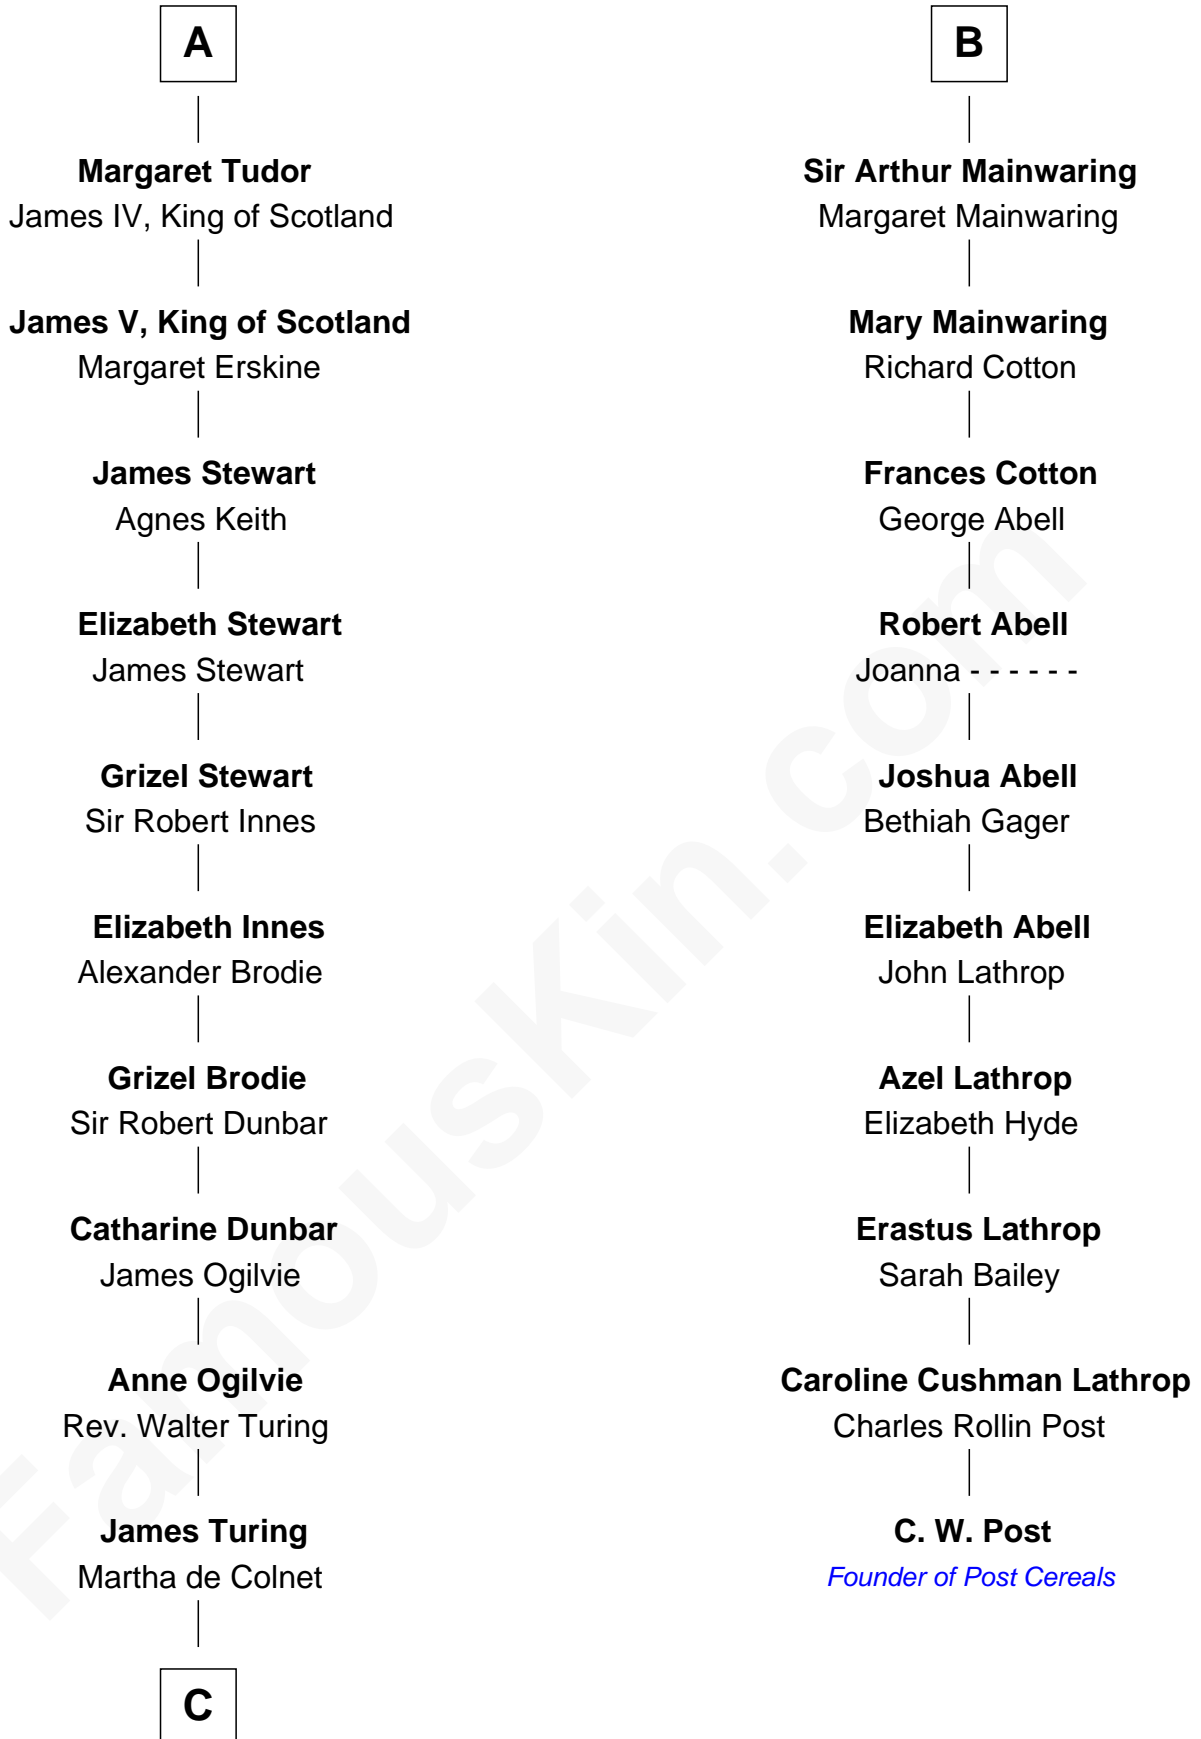 A
Margaret Tudor
James IV, King of Scotland
James V, King of Scotland
Margaret Erskine
James Stewart
Agnes Keith
Elizabeth Stewart
James Stewart
Grizel Stewart
Sir Robert Innes
Elizabeth Innes
Alexander Brodie
Grizel Brodie
Sir Robert Dunbar
Catharine Dunbar
James Ogilvie
Anne Ogilvie
Rev. Walter Turing
James Turing
Martha de Colnet
C
B
Sir Arthur Mainwaring
Margaret Mainwaring
Mary Mainwaring
Richard Cotton
Frances Cotton
George Abell
Robert Abell
Joanna - - - - - -
Joshua Abell
Bethiah Gager
Elizabeth Abell
John Lathrop
Azel Lathrop
Elizabeth Hyde
Erastus Lathrop
Sarah Bailey
Caroline Cushman Lathrop
Charles Rollin Post
C. W. Post
Founder of Post Cereals
FamousKin.com